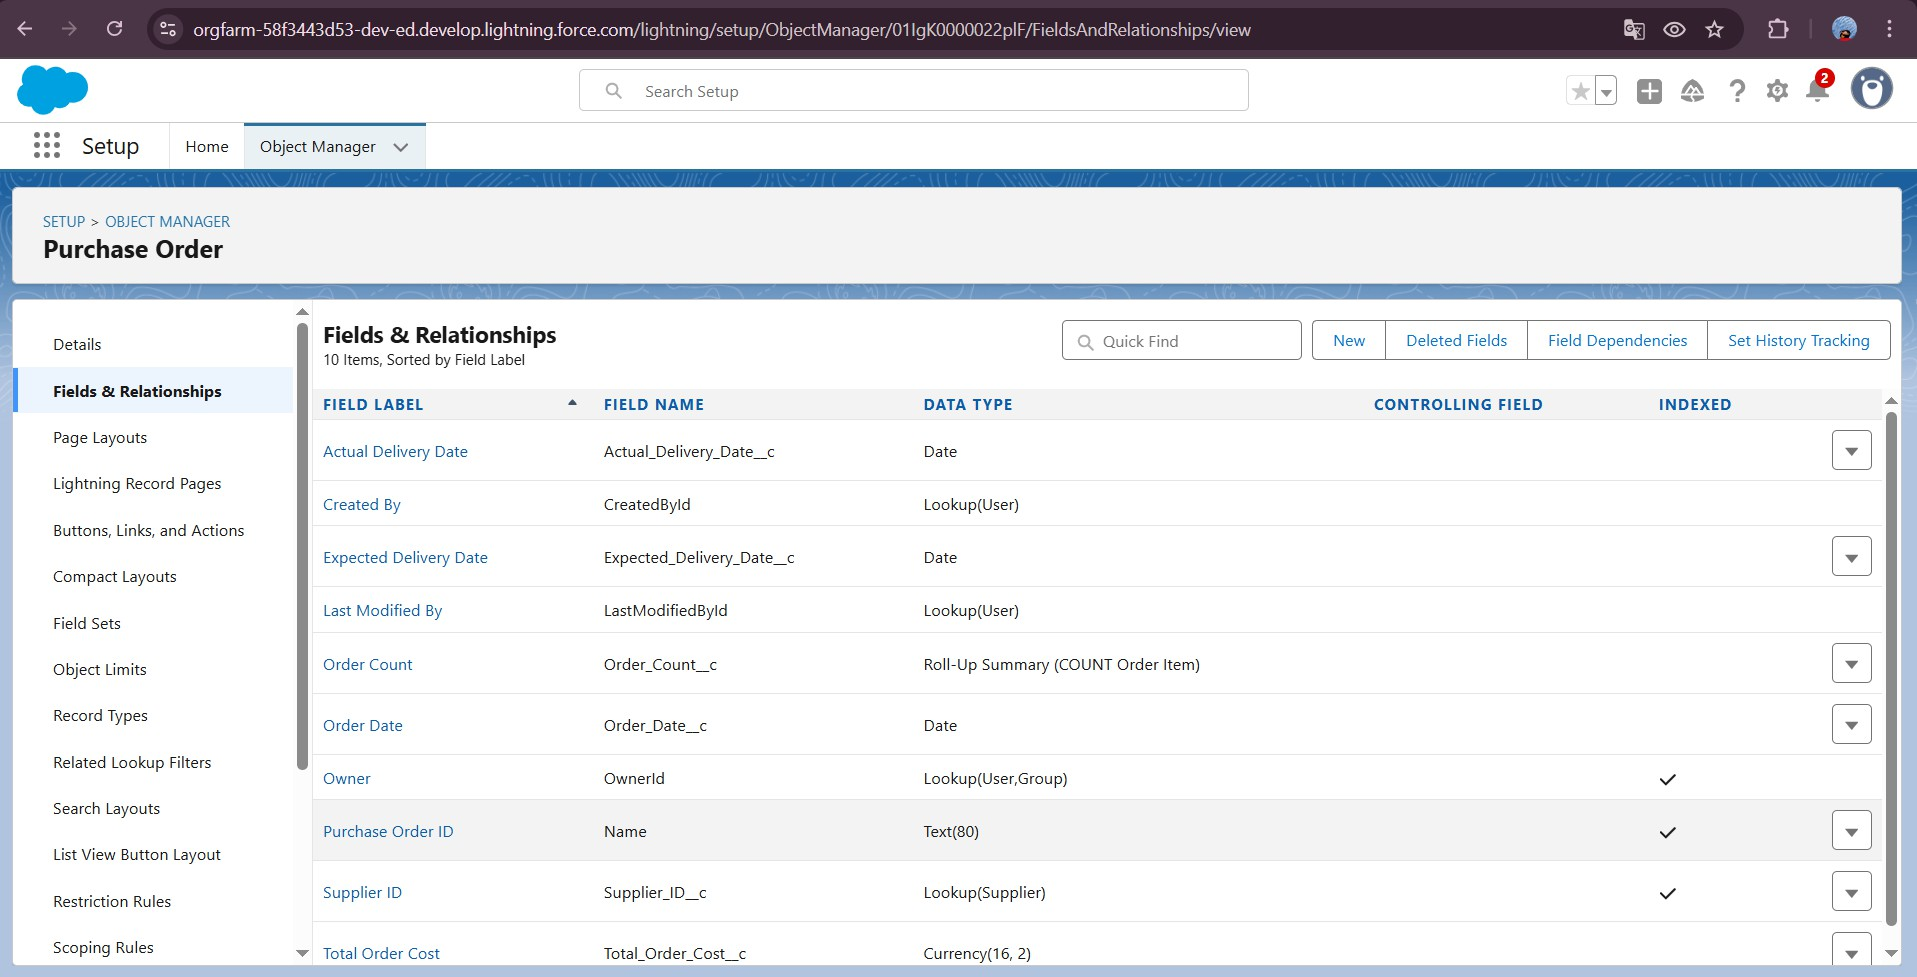 orgfarm-58f3443d53-dev-ed.develop.lightning.force.com/lightning/setup/ObjectManager/01IgK0000022plF/FieldsAndRelationships/view
Search Setup
2
Setup
Home
Object Manager
SETUP > OBJECT MANAGER
Purchase Order
Details
Fields & Relationships
Page Layouts
Lightning Record Pages
Buttons, Links, and Actions
Compact Layouts
Field Sets
Object Limits
Record Types
Related Lookup Filters
Search Layouts
List View Button Layout
Restriction Rules
Scoping Rules
Fields & Relationships
10 Items, Sorted by Field Label
Quick Find
New
Deleted Fields
Field Dependencies
Set History Tracking
FIELD LABEL FIELD NAME DATA TYPE CONTROLLING FIELD INDEXED
Actual Delivery Date Actual_Delivery_Date__c Date
Created By CreatedById Lookup(User)
Expected Delivery Date Expected_Delivery_Date__c Date
Last Modified By LastModifiedById Lookup(User)
Order Count Order_Count__c Roll-Up Summary (COUNT Order Item)
Order Date Order_Date__c Date
Owner OwnerId Lookup(User,Group)
Purchase Order ID Name Text(80)
Supplier ID Supplier_ID__c Lookup(Supplier)
Total Order Cost Total_Order_Cost__c Currency(16, 2)